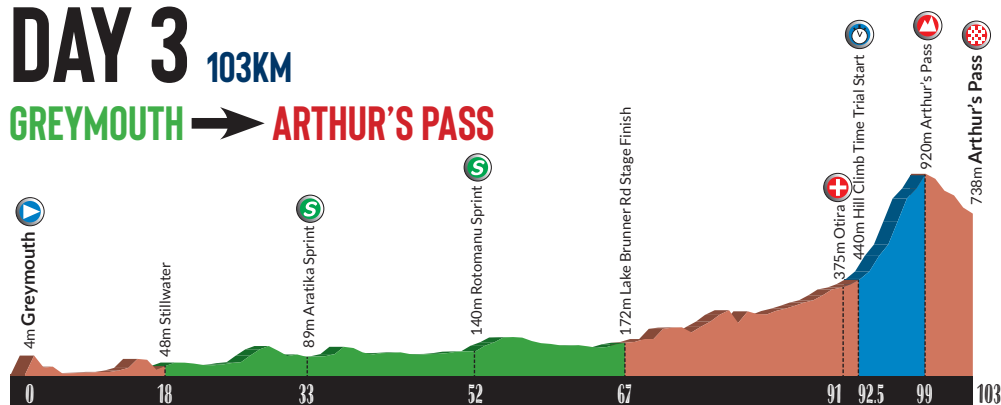 DAY 3 103KM
GREYMOUTH ARTHUR'S PASS
4m Greymouth
48m Stillwater
89m Aratika Sprint
S
140m Rotomanu Sprint
S
172m Lake Brunner Rd Stage Finish
375m Otira
440m Hill Climb Time Trial Start
920m Arthur's Pass
738m Arthur's Pass
0 18 33 52 67 91 92.5 99 103